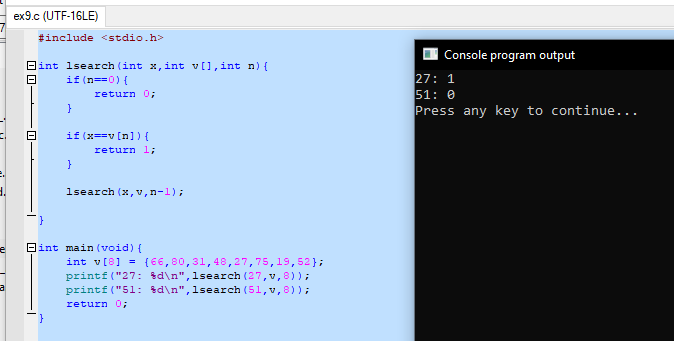 ex9.c (UTF-16LE)
#include <stdio.h>
int lsearch(int x,int v[],int n){
if(n==0){
return 0;
}
if(x==v[n]){
return 1;
}
lsearch(x,v,n-1);
}
int main(void){
int v[8] = {66,80,31,48,27,75,19,52};
printf("27: %d\n",lsearch(27,v,8));
printf("51: %d\n",lsearch(51,v,8));
return 0;
}
Console program output
27: 1
51: 0
Press any key to continue...